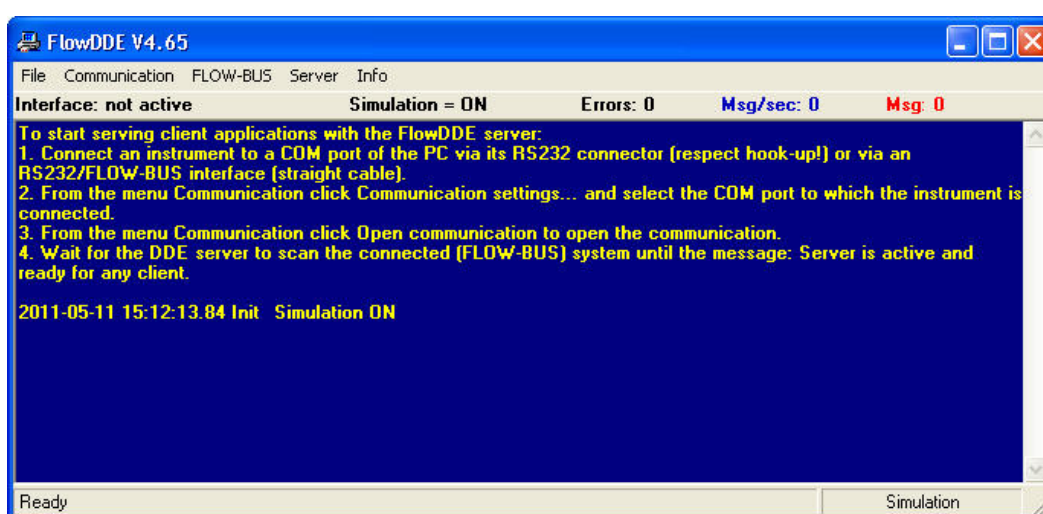 FlowDDE V4.65
File Communication FLOW-BUS Server Info
Interface: not active Simulation = ON Errors: 0 Msg/sec: 0 Msg: 0
To start serving client applications with the FlowDDE server:
1. Connect an instrument to a COM port of the PC via its RS232 connector (respect hook-up!) or via an
RS232/FLOW-BUS interface (straight cable).
2. From the menu Communication click Communication settings... and select the COM port to which the instrument is
connected.
3. From the menu Communication click Open communication to open the communication.
4. Wait for the DDE server to scan the connected (FLOW-BUS) system until the message: Server is active and
ready for any client.
2011-05-11 15:12:13.84 Init Simulation ON
Ready Simulation